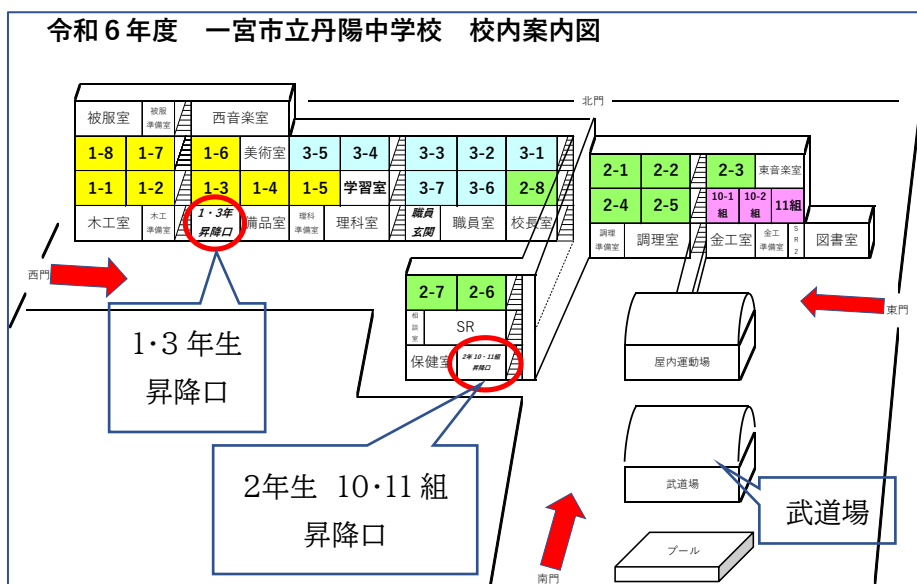 令和６年度　一宮市立丹陽中学校　校内案内図
北門
被服室 被服準備室 西音楽室
1-8 1-7 1-6 美術室 3-5 3-4 3-3 3-2 3-1
1-1 1-2 1-3 1-4 1-5 学習室 3-7 3-6 2-8
木工室 木工準備室 1・3年昇降口 備品室 理科準備室 理科室 職員玄関 職員室 校長室
2-1 2-2 2-3 東音楽室
2-4 2-5 10-1組 10-2組 11組
調理準備室 調理室 金工室 金工準備室 SR2 図書室
西門
2-7 2-6
相談室 SR
保健室 2年10・11組昇降口
東門
屋内運動場
1・3年生
昇降口
2年生 10・11組
昇降口
武道場
武道場
プール
南門